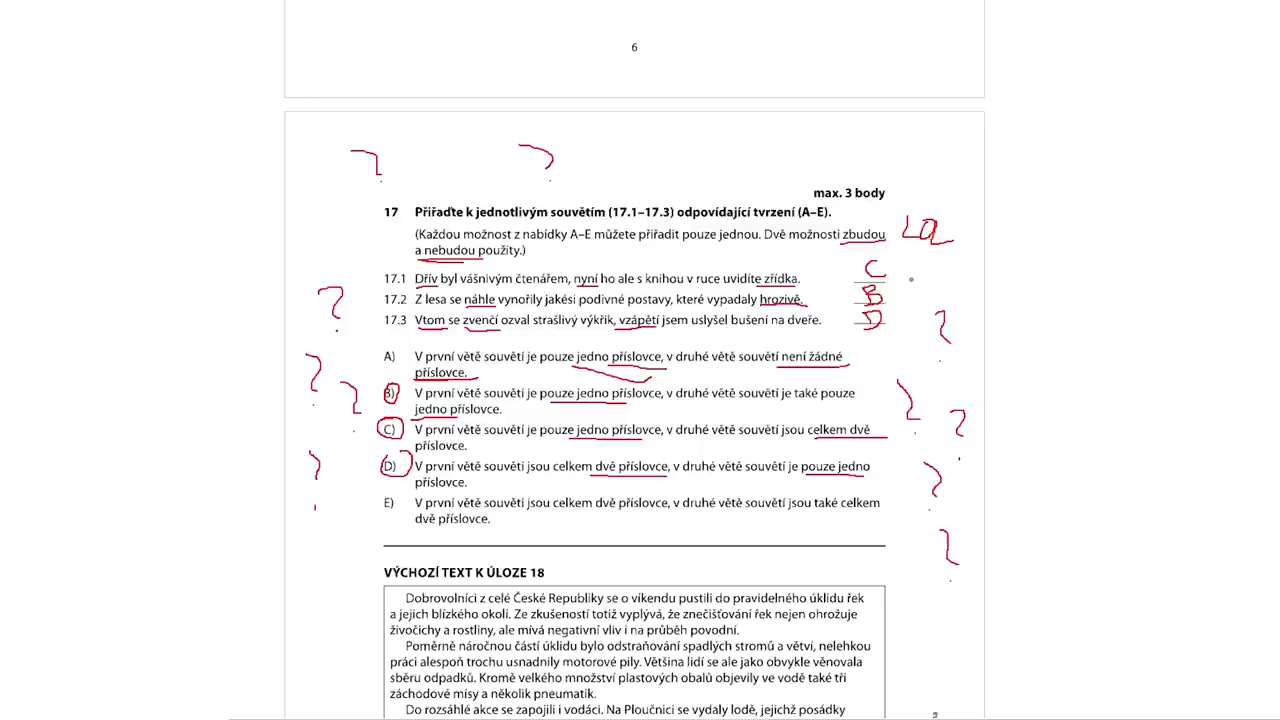 6
max. 3 body
17 Přiřaďte k jednotlivým souvětím (17.1–17.3) odpovídající tvrzení (A–E).
(Každou možnost z nabídky A–E můžete přiřadit pouze jednou. Dvě možnosti zbudou
a nebudou použity.)
17.1 Dřív byl vášnivým čtenářem, nyní ho ale s knihou v ruce uvidíte zřídka. C
17.2 Z lesa se náhle vynořily jakési podivné postavy, které vypadaly hrozivě. B
17.3 Vtom se zvenčí ozval strašlivý výkřik, vzápětí jsem uslyšel bušení na dveře. D
A) V první větě souvětí je pouze jedno příslovce, v druhé větě souvětí není žádné
příslovce.
B) V první větě souvětí je pouze jedno příslovce, v druhé větě souvětí je také pouze
jedno příslovce.
C) V první větě souvětí je pouze jedno příslovce, v druhé větě souvětí jsou celkem dvě
příslovce.
D) V první větě souvětí jsou celkem dvě příslovce, v druhé větě souvětí je pouze jedno
příslovce.
E) V první větě souvětí jsou celkem dvě příslovce, v druhé větě souvětí jsou také celkem
dvě příslovce.
VÝCHOZÍ TEXT K ÚLOZE 18
Dobrovolníci z celé České Republiky se o víkendu pustili do pravidelného úklidu řek
a jejich blízkého okolí. Ze zkušeností totiž vyplývá, že znečišťování řek nejen ohrožuje
živočichy a rostliny, ale mívá negativní vliv i na průběh povodní.
Poměrně náročnou částí úklidu bylo odstraňování spadlých stromů a větví, nelehkou
práci alespoň trochu usnadnily motorové pily. Většina lidí se ale jako obvykle věnovala
sběru odpadků. Kromě velkého množství plastových obalů objevily ve vodě také tři
záchodové mísy a několik pneumatik.
Do rozsáhlé akce se zapojili i vodáci. Na Ploučnici se vydaly lodě, jejichž posádky